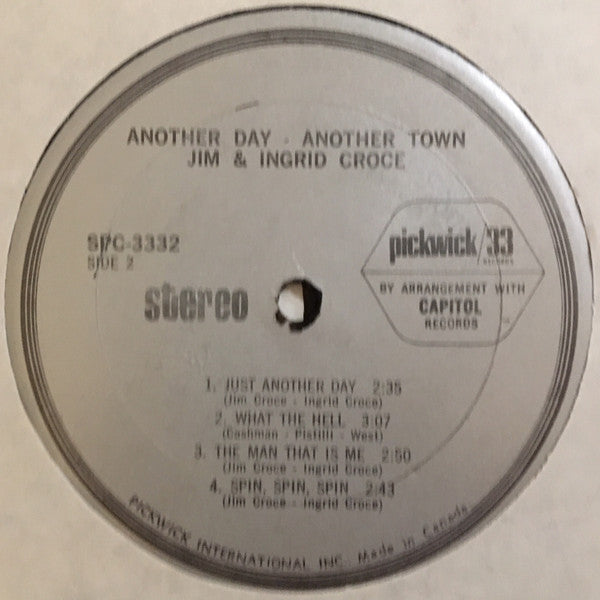 ANOTHER DAY - ANOTHER TOWN
JIM & INGRID CROCE
SPC-3332
SIDE 2
stereo
pickwick/33
RECORDS
BY ARRANGEMENT WITH
CAPITOL
RECORDS
1. JUST ANOTHER DAY 2:35
(Jim Croce - Ingrid Croce)
2. WHAT THE HELL 3:07
(Cashman - Pistilli - West)
3. THE MAN THAT IS ME 2:50
(Jim Croce - Ingrid Croce)
4. SPIN, SPIN, SPIN 2:43
(Jim Croce - Ingrid Croce)
PICKWICK INTERNATIONAL INC. Made in Canada